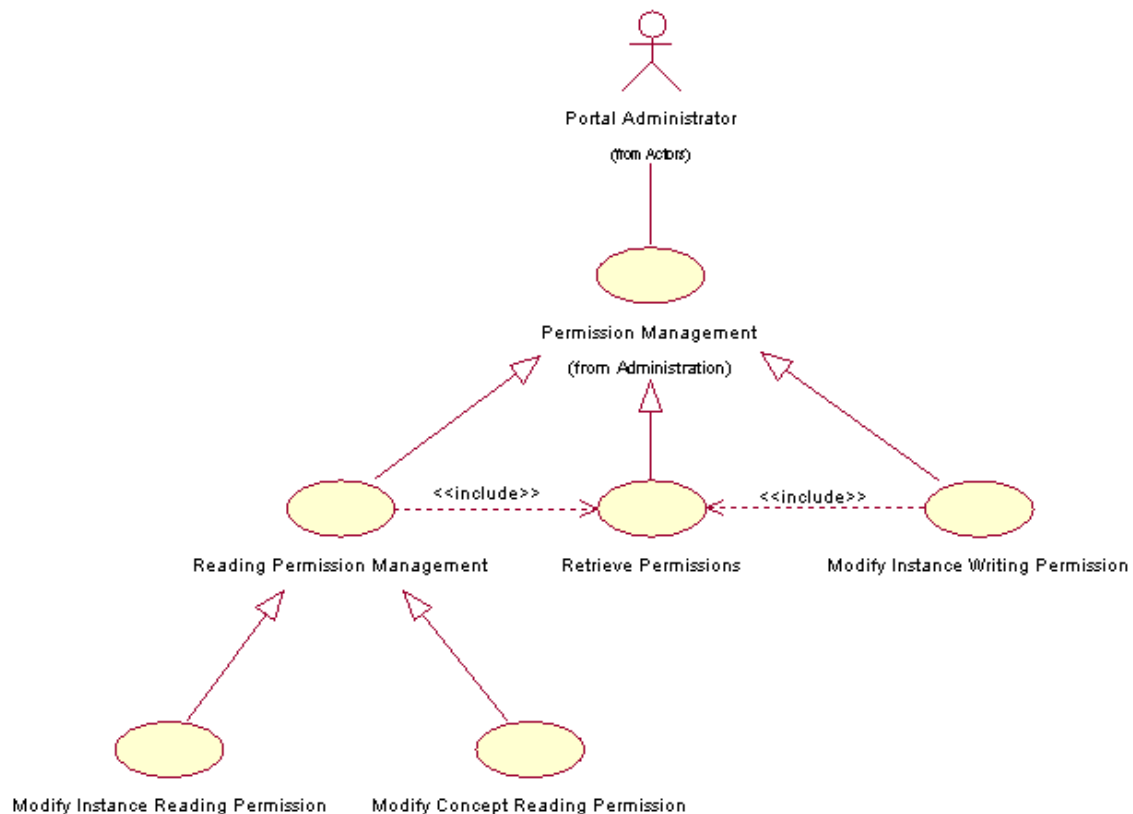 Portal Administrator
(from Actors)
Permission Management
(from Administration)
<<include>>
<<include>>
Reading Permission Management
Retrieve Permissions
Modify Instance Writing Permission
Modify Instance Reading Permission
Modify Concept Reading Permission